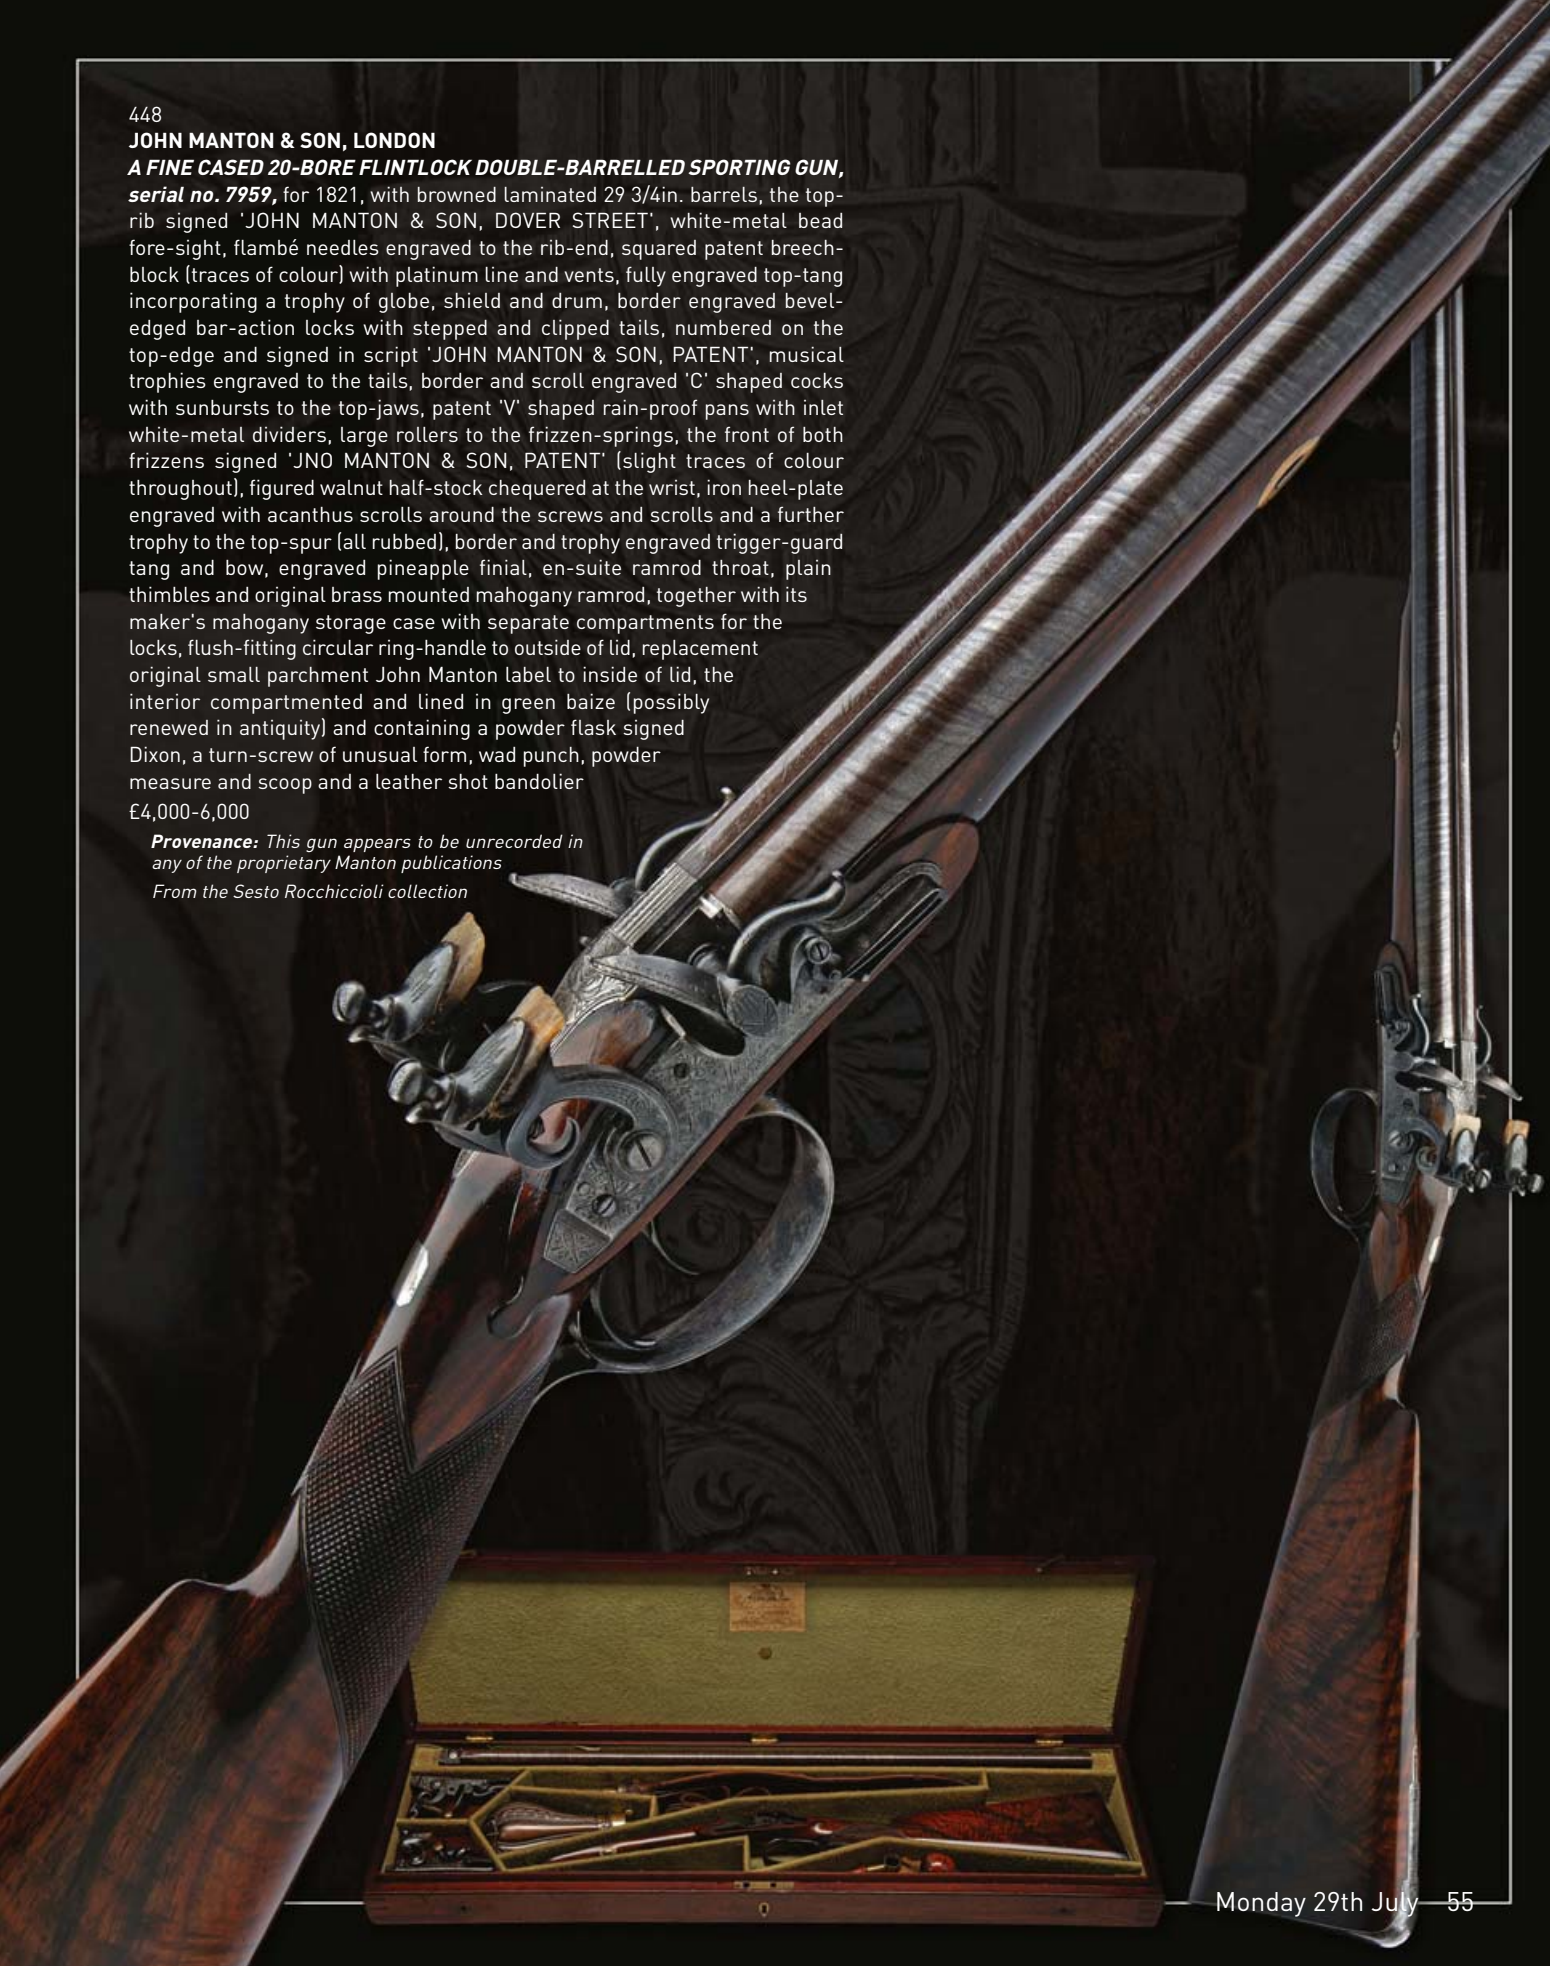 448
JOHN MANTON & SON, LONDON
A FINE CASED 20-BORE FLINTLOCK DOUBLE-BARRELLED SPORTING GUN,
serial no. 7959, for 1821, with browned laminated 29 3/4in. barrels, the top-
rib signed 'JOHN MANTON & SON, DOVER STREET', white-metal bead
fore-sight, flambé needles engraved to the rib-end, squared patent breech-
block (traces of colour) with platinum line and vents, fully engraved top-tang
incorporating a trophy of globe, shield and drum, border engraved bevel-
edged bar-action locks with stepped and clipped tails, numbered on the
top-edge and signed in script 'JOHN MANTON & SON, PATENT', musical
trophies engraved to the tails, border and scroll engraved 'C' shaped cocks
with sunbursts to the top-jaws, patent 'V' shaped rain-proof pans with inlet
white-metal dividers, large rollers to the frizzen-springs, the front of both
frizzens signed 'JNO MANTON & SON, PATENT' (slight traces of colour
throughout), figured walnut half-stock chequered at the wrist, iron heel-plate
engraved with acanthus scrolls around the screws and scrolls and a further
trophy to the top-spur (all rubbed), border and trophy engraved trigger-guard
tang and bow, engraved pineapple finial, en-suite ramrod throat, plain
thimbles and original brass mounted mahogany ramrod, together with its
maker's mahogany storage case with separate compartments for the
locks, flush-fitting circular ring-handle to outside of lid, replacement
original small parchment John Manton label to inside of lid, the
interior compartmented and lined in green baize (possibly
renewed in antiquity) and containing a powder flask signed
Dixon, a turn-screw of unusual form, wad punch, powder
measure and scoop and a leather shot bandolier
£4,000-6,000
Provenance: This gun appears to be unrecorded in
any of the proprietary Manton publications
From the Sesto Rocchiccioli collection
Monday 29th July 55